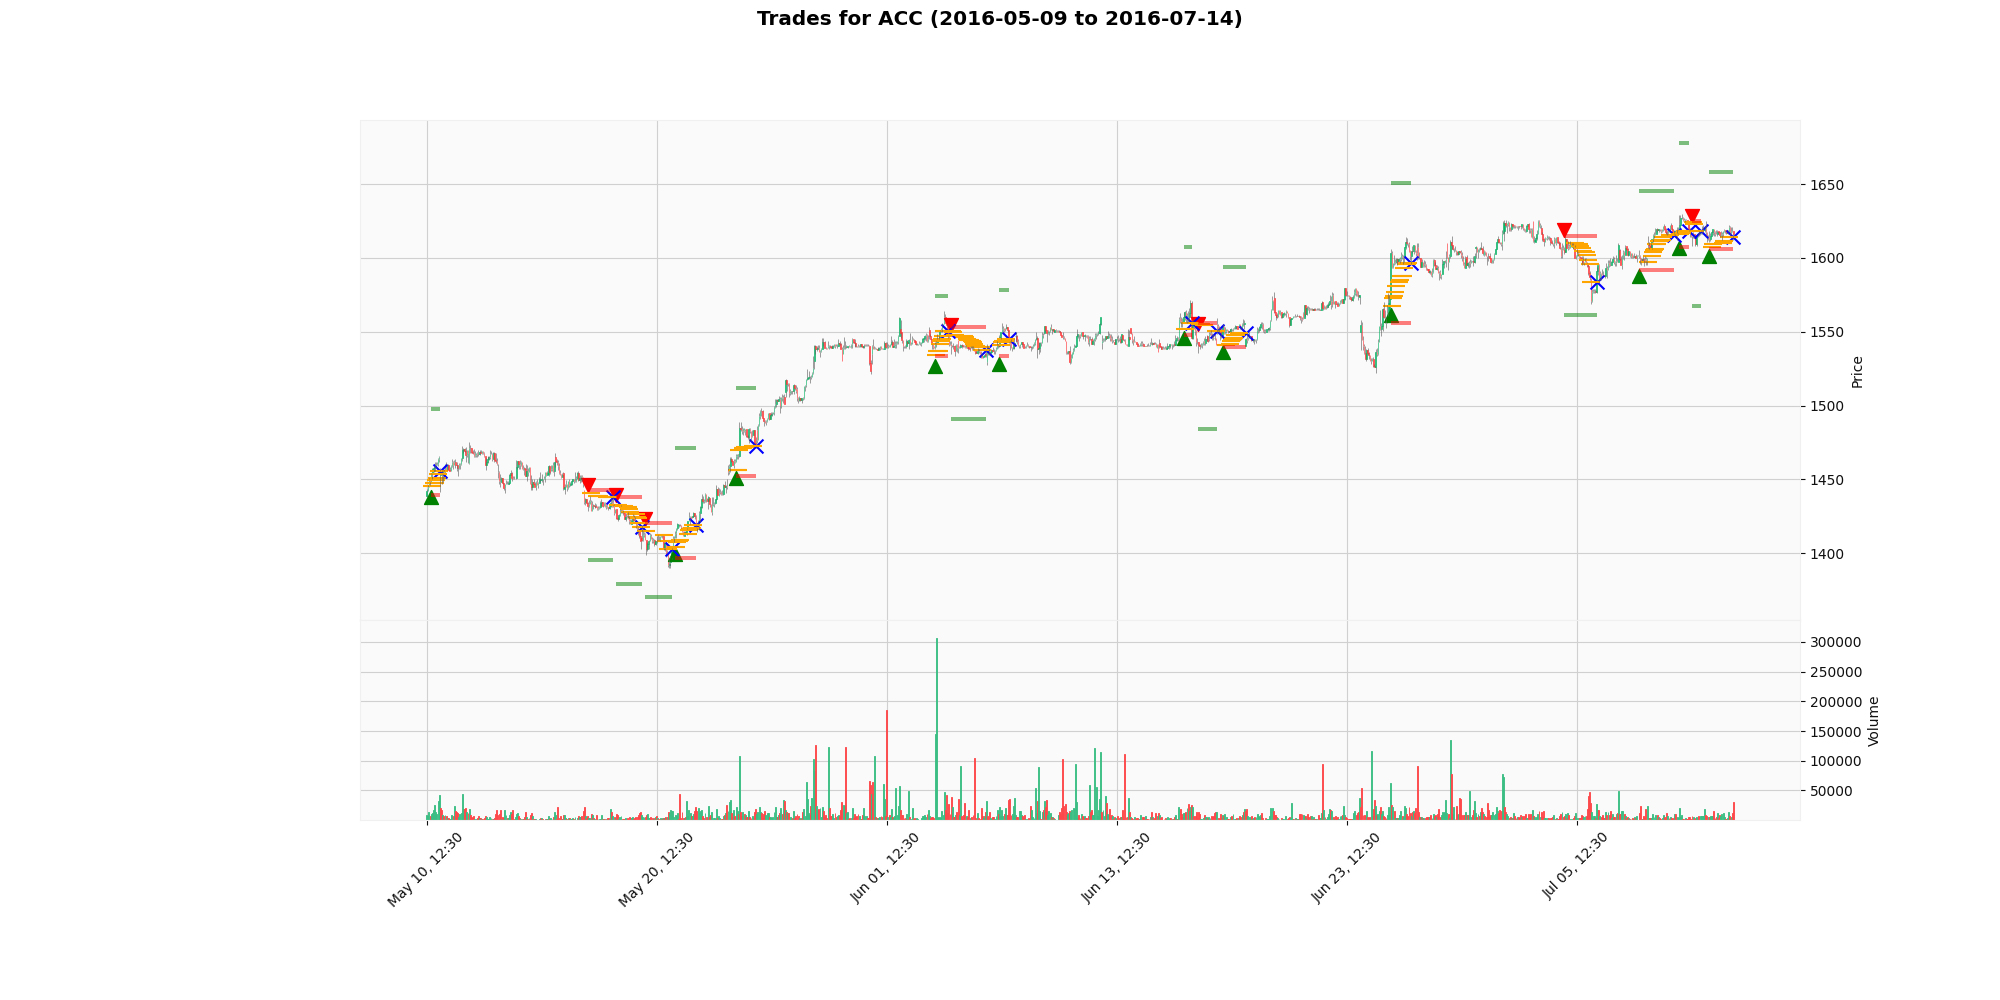 Trades for ACC (2016-05-09 to 2016-07-14)
1650
1600
1550
1500
1450
1400
Price
300000
250000
200000
150000
100000
50000
Volume
May 10, 12:30
May 20, 12:30
Jun 01, 12:30
Jun 13, 12:30
Jun 23, 12:30
Jul 05, 12:30